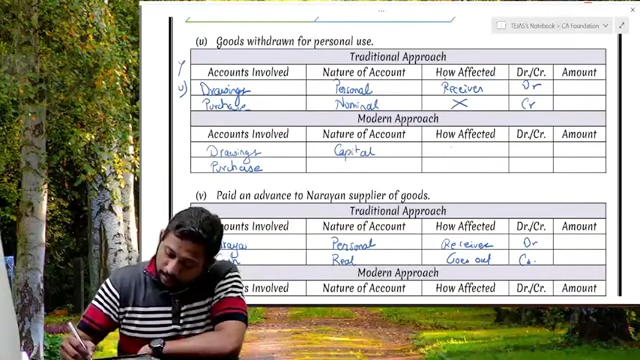 TEJAS's Notebook > CA Foundation
(u) Goods withdrawn for personal use.
Traditional Approach
Accounts Involved Nature of Account How Affected Dr./Cr. Amount
u) Drawings Personal Receiver Dr
Purchase Nominal X Cr
Modern Approach
Accounts Involved Nature of Account How Affected Dr./Cr. Amount
Drawings Capital
Purchase
(v) Paid an advance to Narayan supplier of goods.
Traditional Approach
Involved Nature of Account How Affected Dr./Cr. Amount
Personal Receiver Dr
Real Goes out Cr.
Modern Approach
Involved Nature of Account How Affected Dr./Cr. Amount